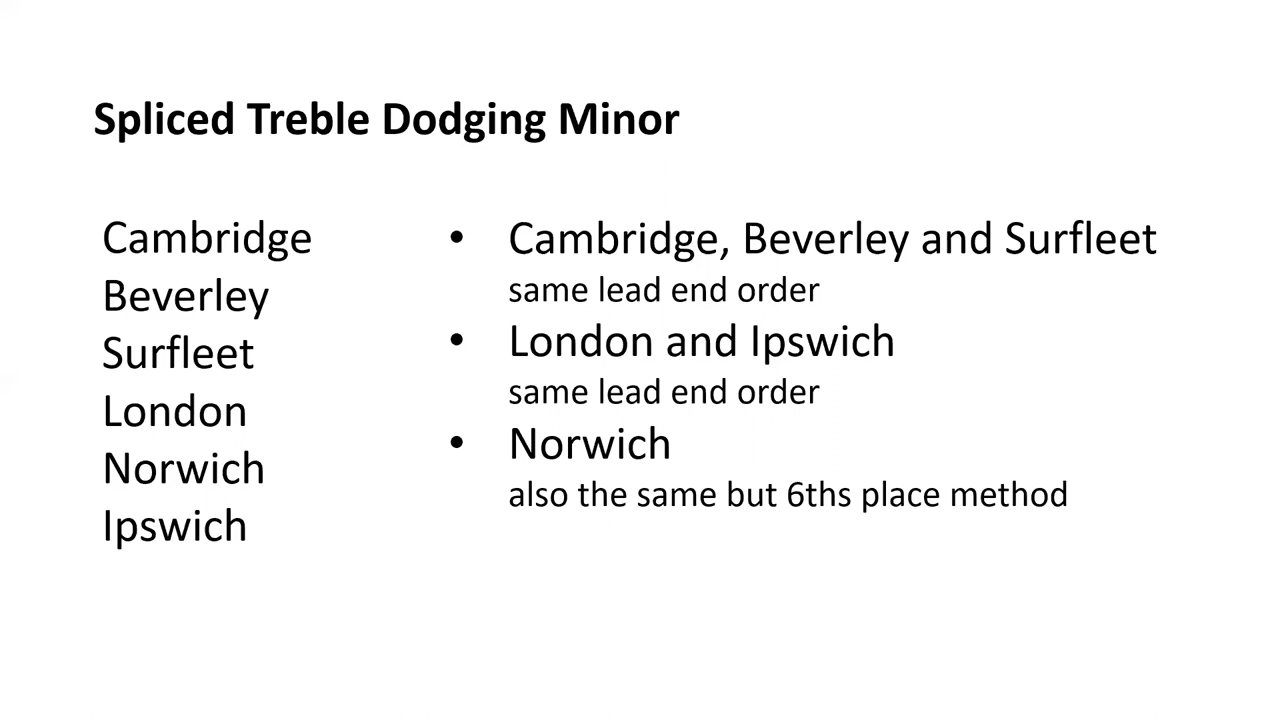 Spliced Treble Dodging Minor
Cambridge
Beverley
Surfleet
London
Norwich
Ipswich
• Cambridge, Beverley and Surfleet
same lead end order
• London and Ipswich
same lead end order
• Norwich
also the same but 6ths place method